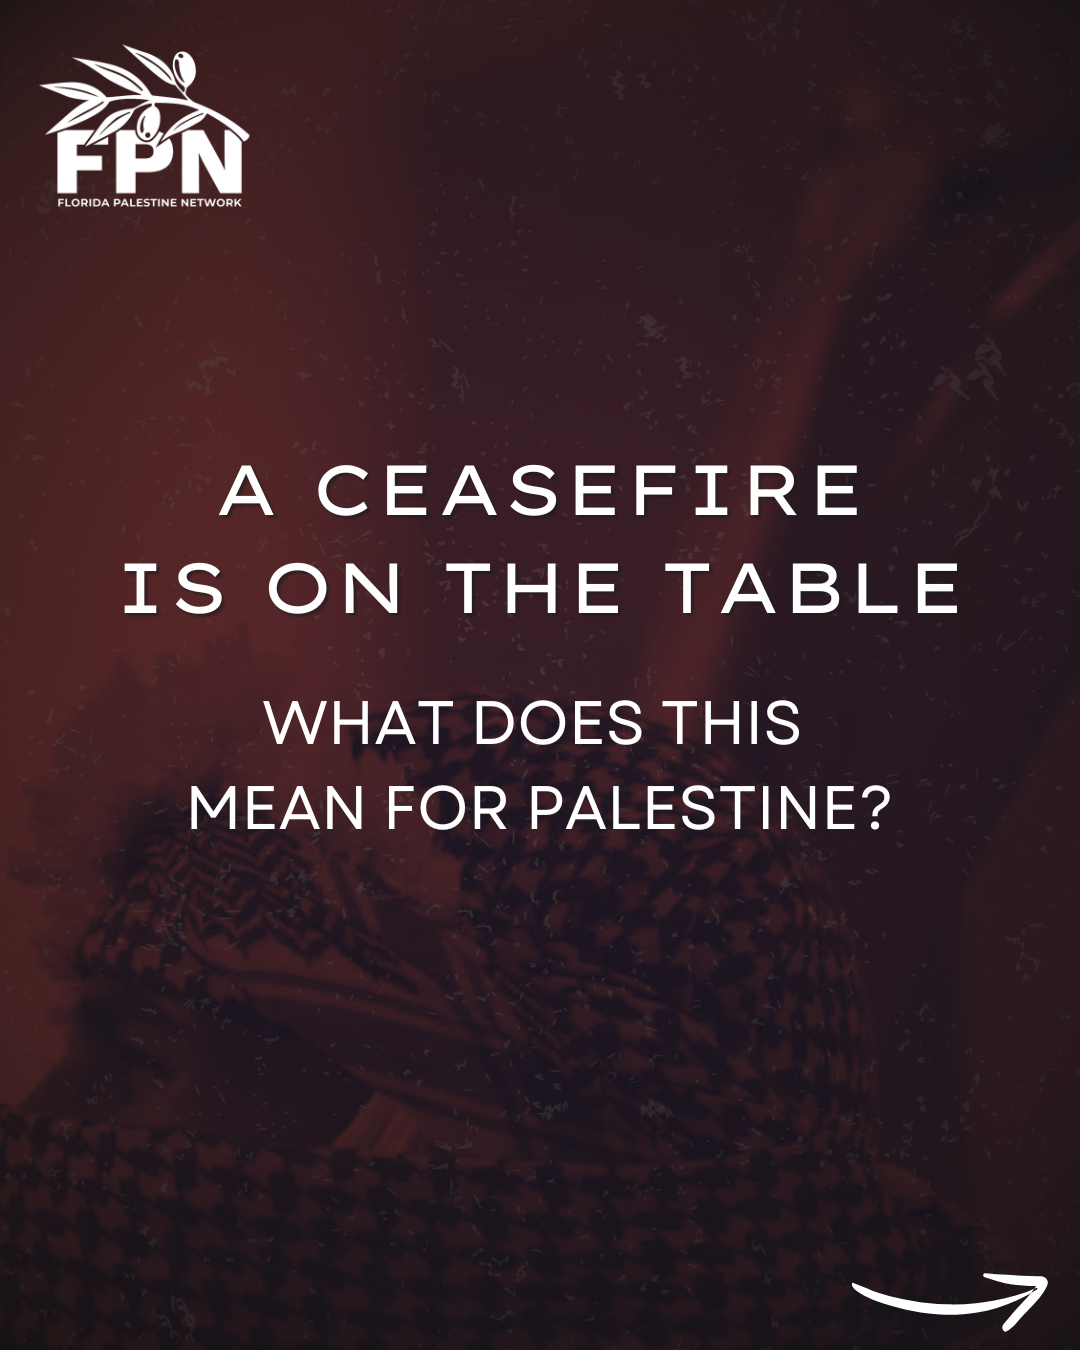 FPN
FLORIDA PALESTINE NETWORK
A CEASEFIRE
IS ON THE TABLE
WHAT DOES THIS
MEAN FOR PALESTINE?